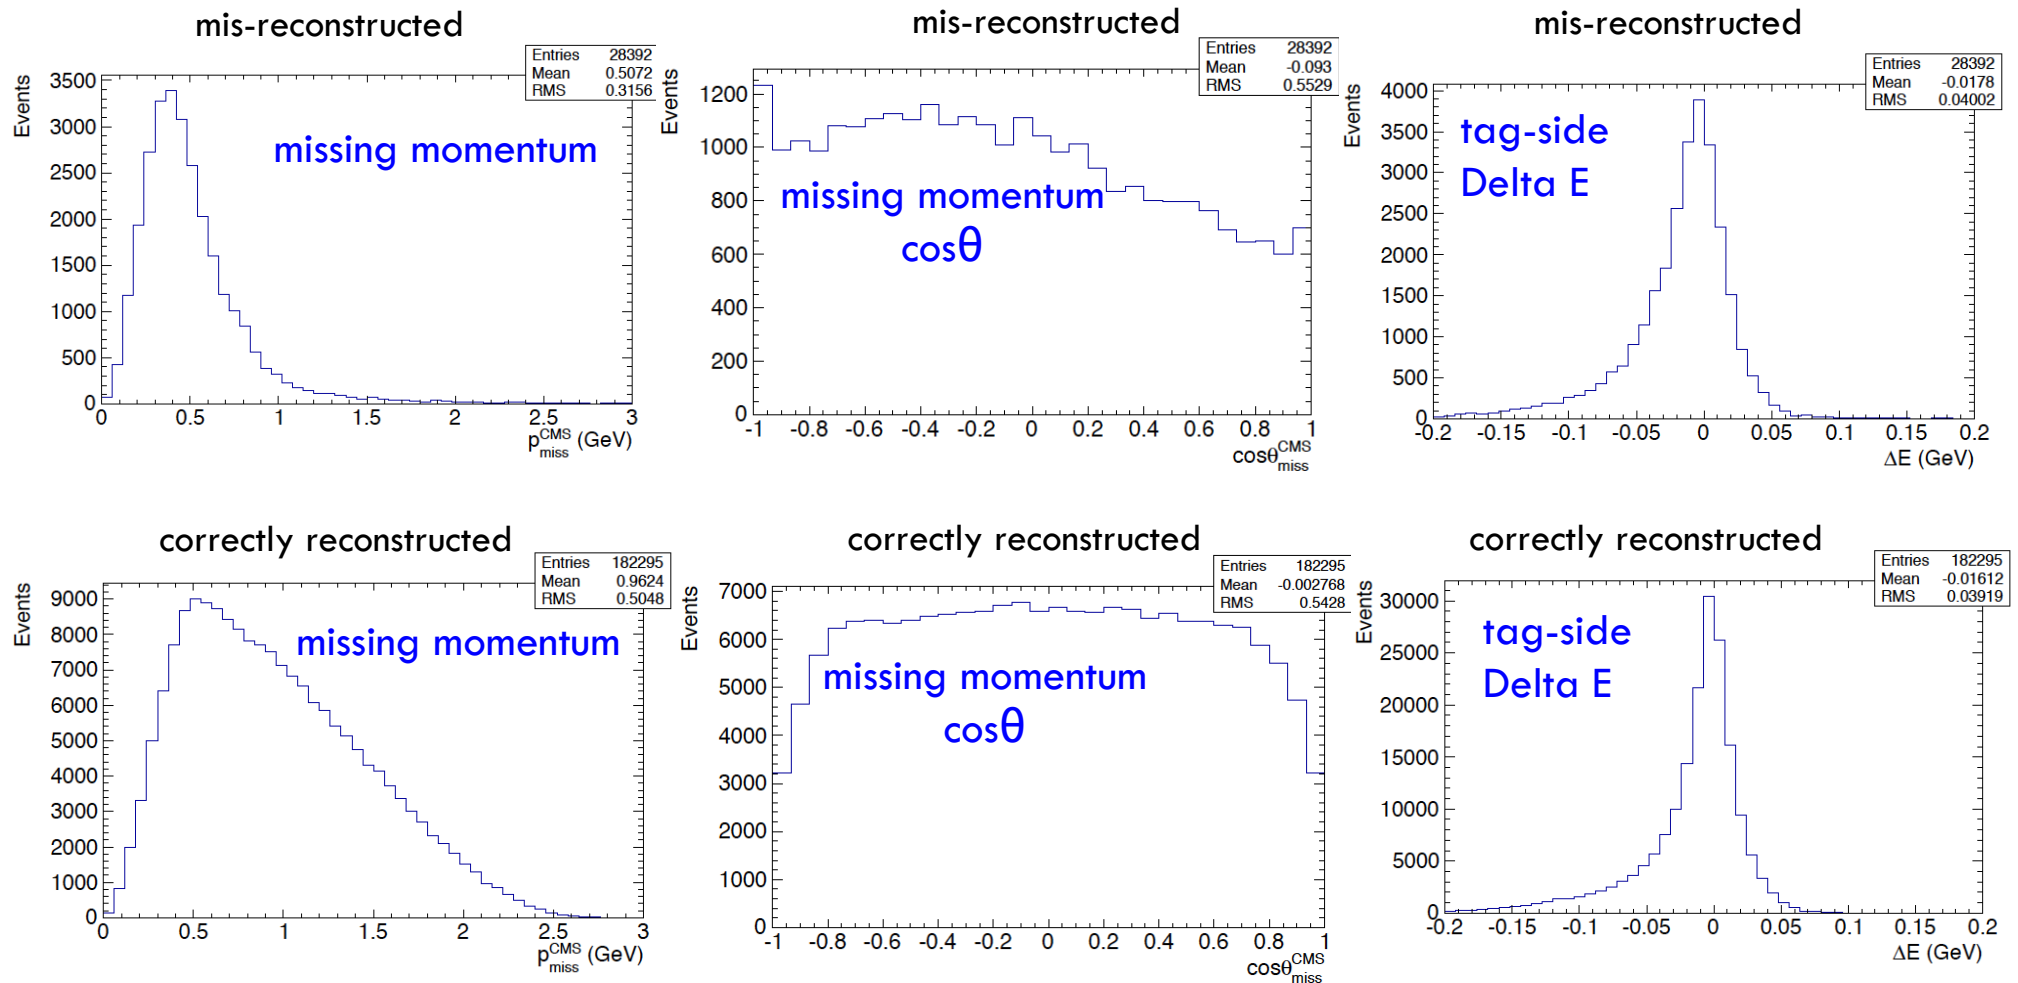 mis-reconstructed
Entries 28392
Mean 0.5072
RMS 0.3156
Events
3500
3000
2500
2000
1500
1000
500
0
missing momentum
0 0.5 1 1.5 2 2.5 3
p_miss^CMS (GeV)
mis-reconstructed
Entries 28392
Mean -0.093
RMS 0.5529
Events
1200
1000
800
600
400
200
0
missing momentum
cosθ
-1 -0.8 -0.6 -0.4 -0.2 0 0.2 0.4 0.6 0.8 1
cosθ_miss^CMS
mis-reconstructed
Entries 28392
Mean -0.0178
RMS 0.04002
Events
4000
3500
3000
2500
2000
1500
1000
500
0
tag-side
Delta E
-0.2 -0.15 -0.1 -0.05 0 0.05 0.1 0.15 0.2
ΔE (GeV)
correctly reconstructed
Entries 182295
Mean 0.9624
RMS 0.5048
Events
9000
8000
7000
6000
5000
4000
3000
2000
1000
0
missing momentum
0 0.5 1 1.5 2 2.5 3
p_miss^CMS (GeV)
correctly reconstructed
Entries 182295
Mean -0.002768
RMS 0.5428
Events
7000
6000
5000
4000
3000
2000
1000
0
missing momentum
cosθ
-1 -0.8 -0.6 -0.4 -0.2 0 0.2 0.4 0.6 0.8 1
cosθ_miss^CMS
correctly reconstructed
Entries 182295
Mean -0.01612
RMS 0.03919
Events
30000
25000
20000
15000
10000
5000
0
tag-side
Delta E
-0.2 -0.15 -0.1 -0.05 0 0.05 0.1 0.15 0.2
ΔE (GeV)